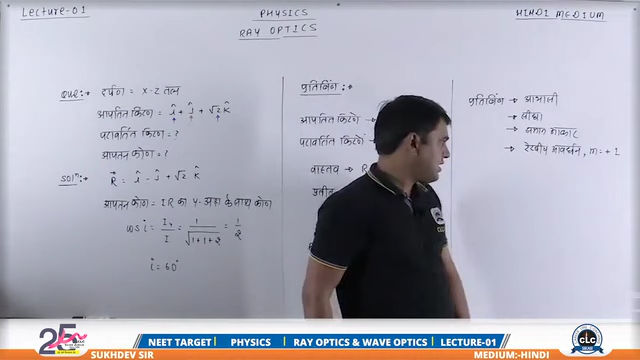 Lecture-01
PHYSICS
RAY OPTICS
HINDI MEDIUM
Que:→ दर्पण = X-Z तल
आपतित किरण = î + ĵ + √2 k̂
परावर्तित किरण = ?
आपतन कोण = ?
Solⁿ:→ R⃗ = î - ĵ + √2 k̂
आपतन कोण = IR का Y-अक्ष के साथ कोण
cos i = I_y / I = 1 / √(1+1+2) = 1/2
i = 60°
प्रतिबिंब :→
आपतित किरणे →
परावर्तित किरणे
वास्तव → R
प्रतिबिंब → आभासी
→ सीधा
→ समान आकार
→ रेखीय आवर्धन, m = +1
25
CLC
NEET TARGET
PHYSICS
RAY OPTICS & WAVE OPTICS
LECTURE-01
SUKHDEV SIR
MEDIUM:-HINDI